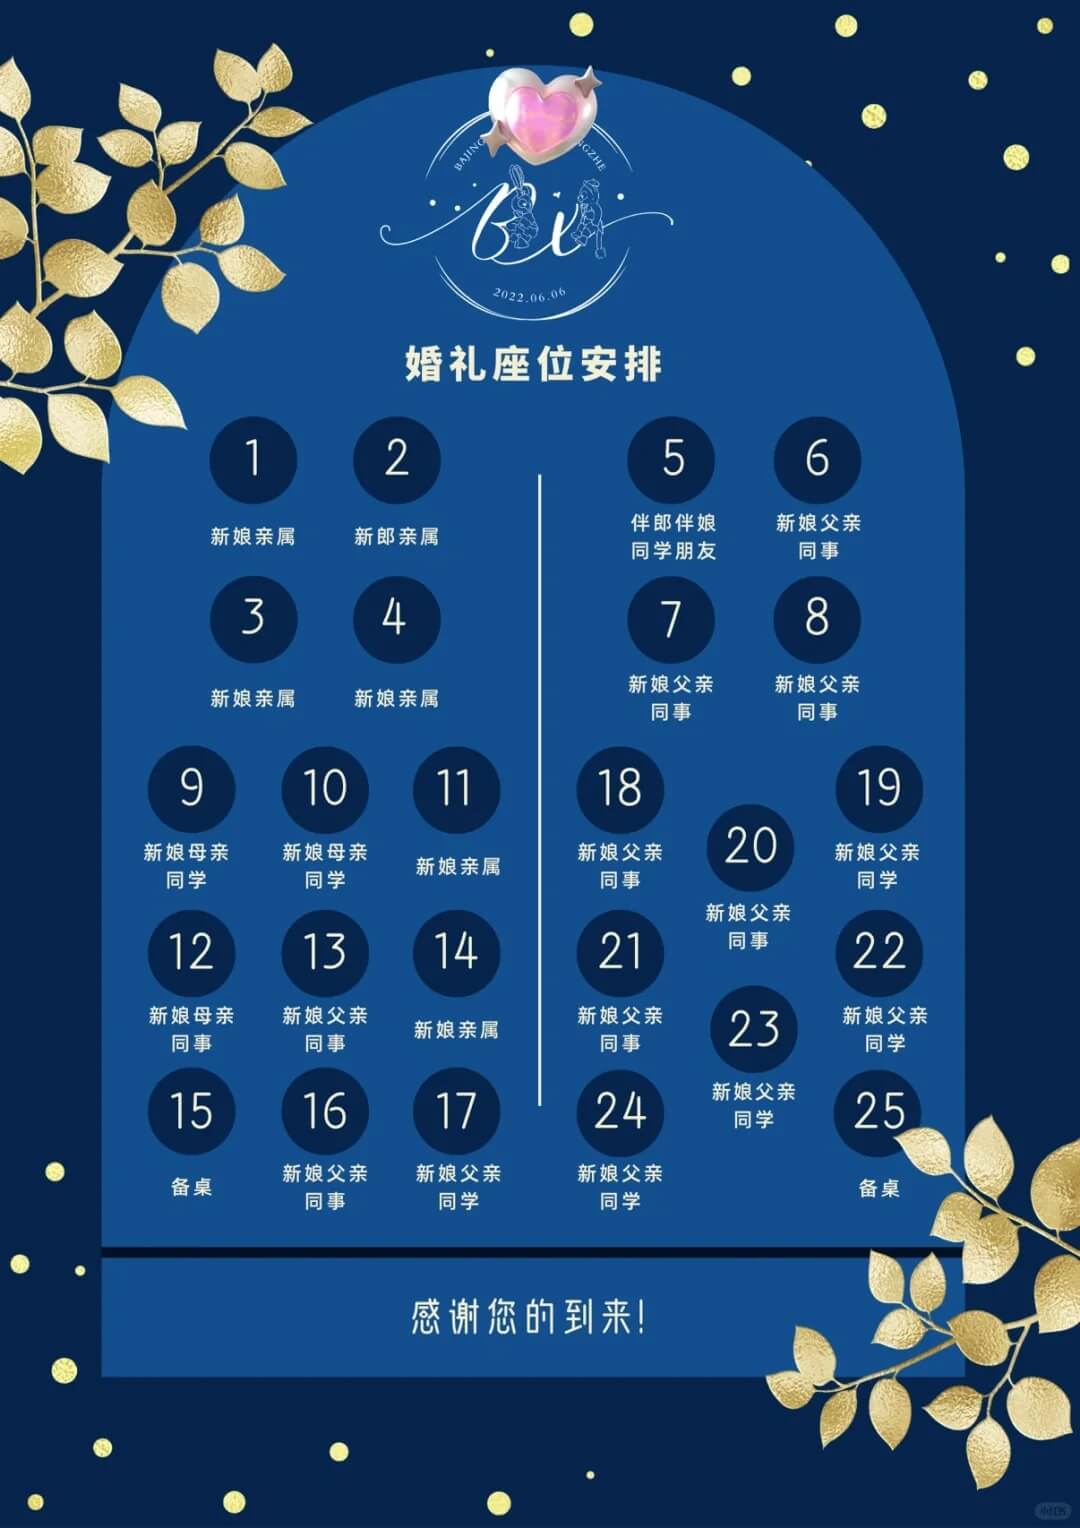 BAJING
NGZHE
2022.06.06
婚礼座位安排
1
新娘亲属
2
新郎亲属
3
新娘亲属
4
新娘亲属
5
伴郎伴娘
同学朋友
6
新娘父亲
同事
7
新娘父亲
同事
8
新娘父亲
同事
9
新娘母亲
同学
10
新娘母亲
同学
11
新娘亲属
12
新娘母亲
同事
13
新娘父亲
同事
14
新娘亲属
15
备桌
16
新娘父亲
同事
17
新娘父亲
同学
18
新娘父亲
同事
19
新娘父亲
同学
20
新娘父亲
同事
21
新娘父亲
同事
22
新娘父亲
同学
23
新娘父亲
同学
24
新娘父亲
同学
25
备桌
感谢您的到来!